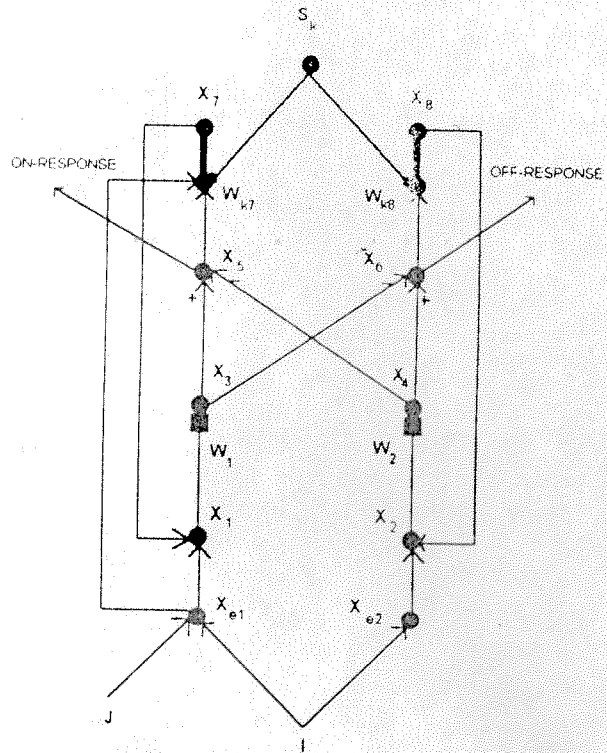 S_k
X_7 X_8
ON-RESPONSE OFF-RESPONSE
W_k7 W_k8
X_5 X_6
+ +
X_3 X_4
W_1 W_2
X_1 X_2
X_e1 X_e2
J
I